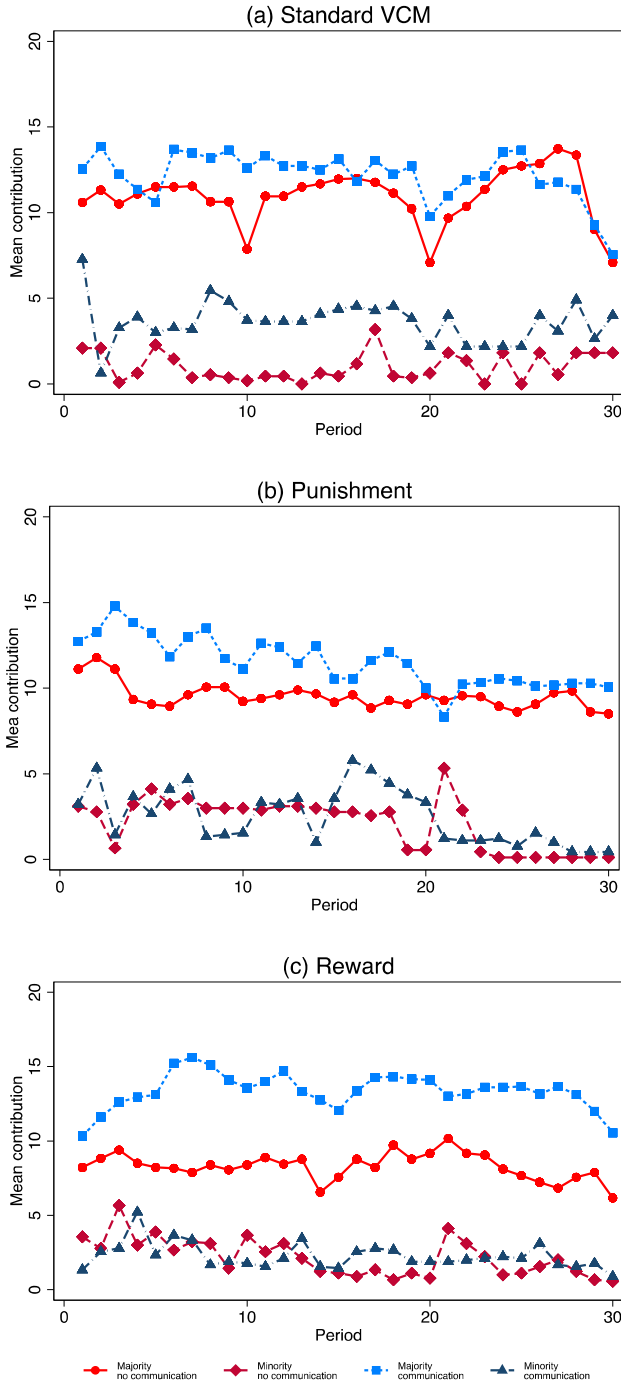 (a) Standard VCM
20
15
10
5
0
Mean contribution
0 10 20 30
Period
(b) Punishment
20
15
10
5
0
Mea contribution
0 10 20 30
Period
(c) Reward
20
15
10
5
0
Mean contribution
0 10 20 30
Period
Majority Minority Majority Minority
no communication no communication communication communication